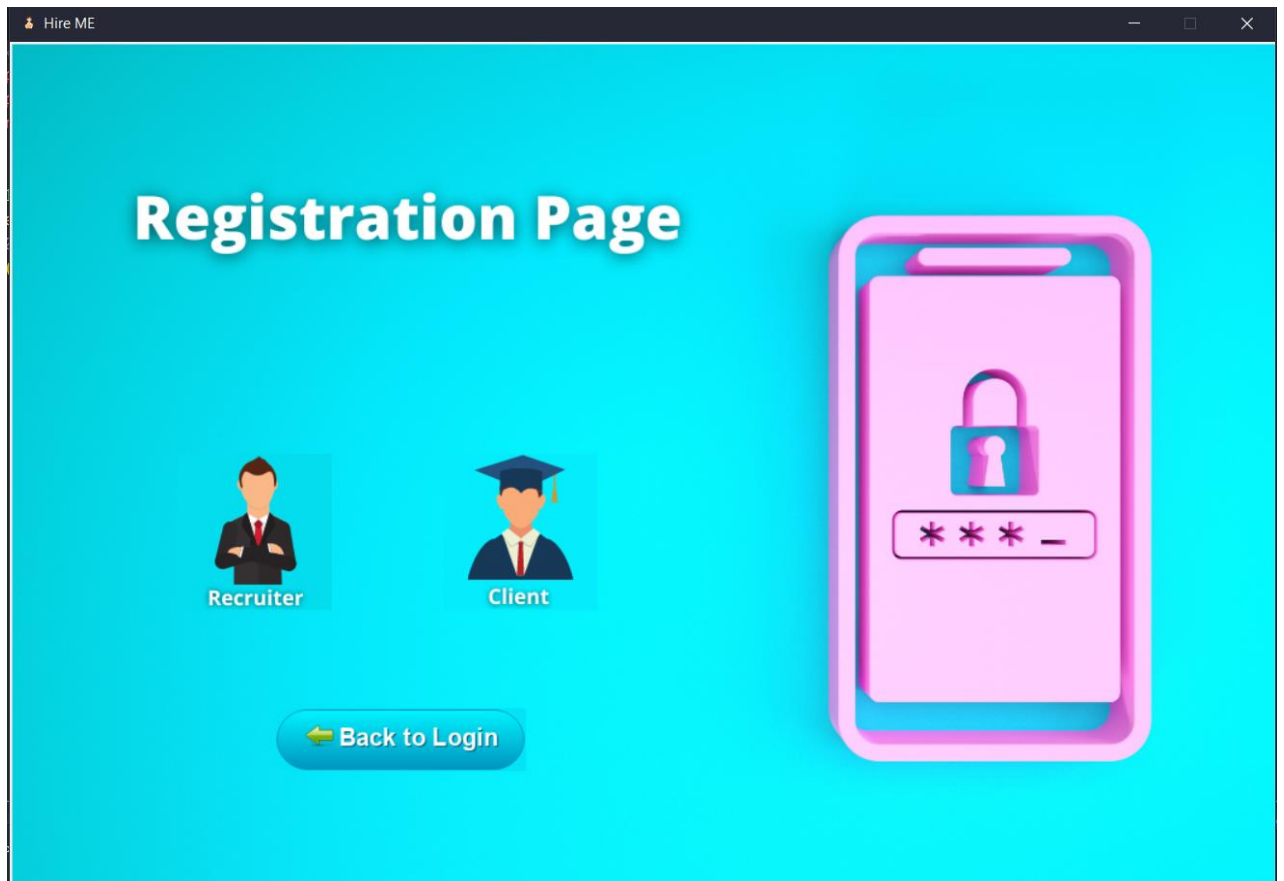 Hire ME
Registration Page
* * * _
Recruiter
Client
Back to Login